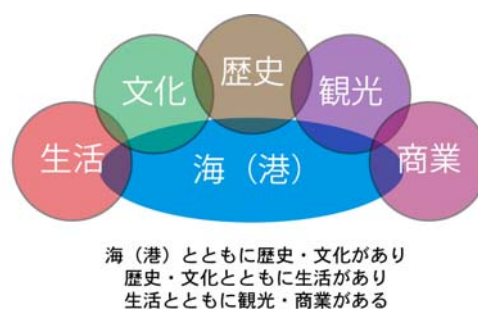 歴史
文化
観光
生活
海（港）
商業
海（港）とともに歴史・文化があり
歴史・文化とともに生活があり
生活とともに観光・商業がある